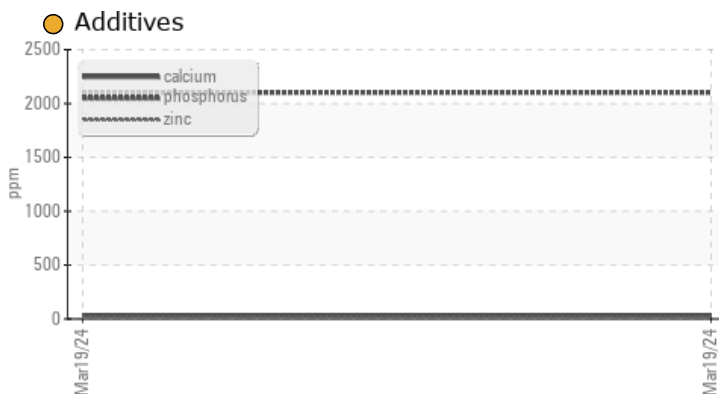 Additives
2500
2000
1500
1000
500
0
ppm
calcium
phosphorus
zinc
Mar19/24
Mar19/24